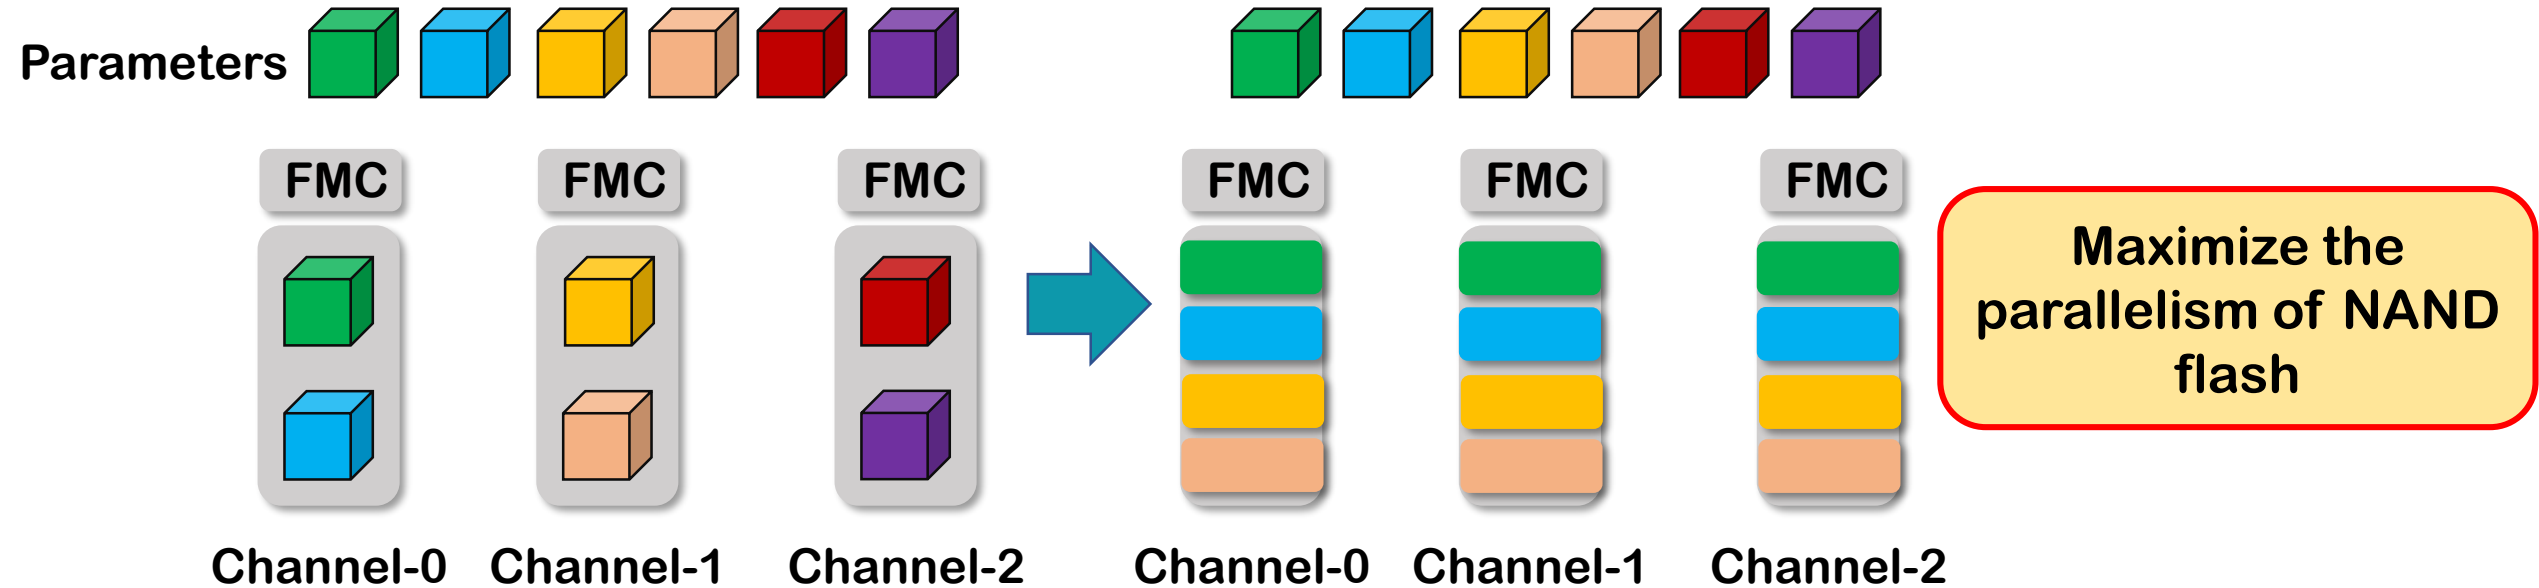 Parameters
FMC FMC FMC FMC FMC FMC
Maximize the
parallelism of NAND
flash
Channel-0 Channel-1 Channel-2 Channel-0 Channel-1 Channel-2